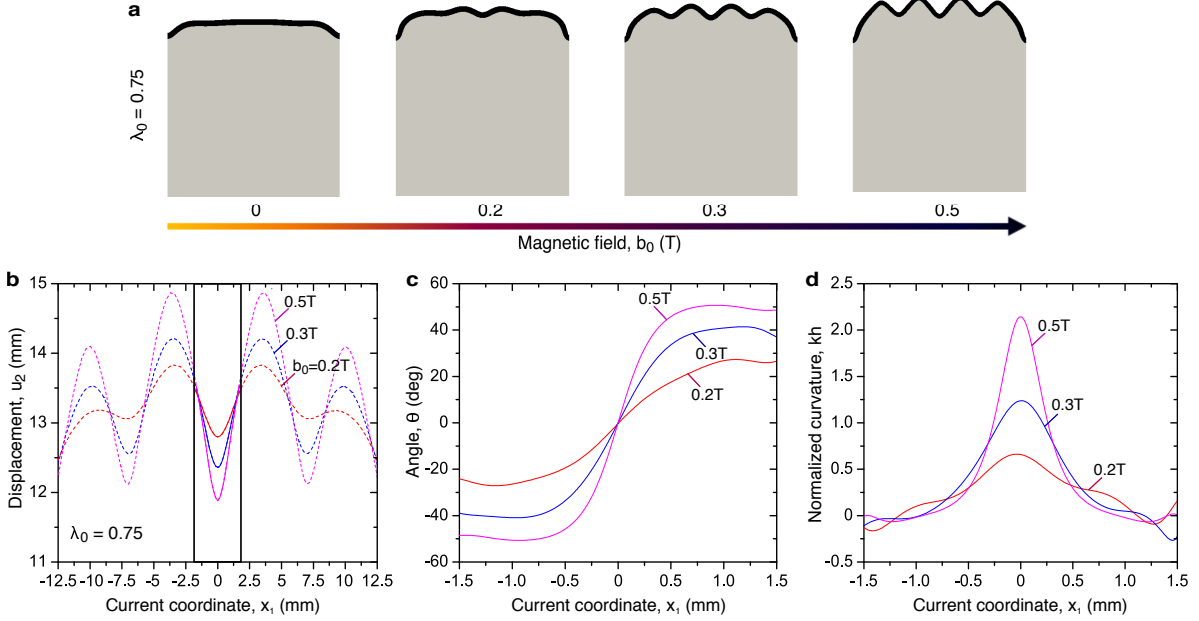 a
λ₀ = 0.75
0 0.2 0.3 0.5
Magnetic field, b₀ (T)
b
15
14
13
12
11
Displacement, u₂ (mm)
0.5T
0.3T
b₀=0.2T
λ₀ = 0.75
-12.5 -10 -7.5 -5 -2.5 0 2.5 5 7.5 10 12.5
Current coordinate, x₁ (mm)
c
60
40
20
0
-20
-40
-60
Angle, θ (deg)
0.5T
0.3T
0.2T
-1.5 -1.0 -0.5 0 0.5 1.0 1.5
Current coordinate, x₁ (mm)
d
2.5
2.0
1.5
1.0
0.5
0
-0.5
Normalized curvature, kh
0.5T
0.3T
0.2T
-1.5 -1.0 -0.5 0 0.5 1.0 1.5
Current coordinate, x₁ (mm)